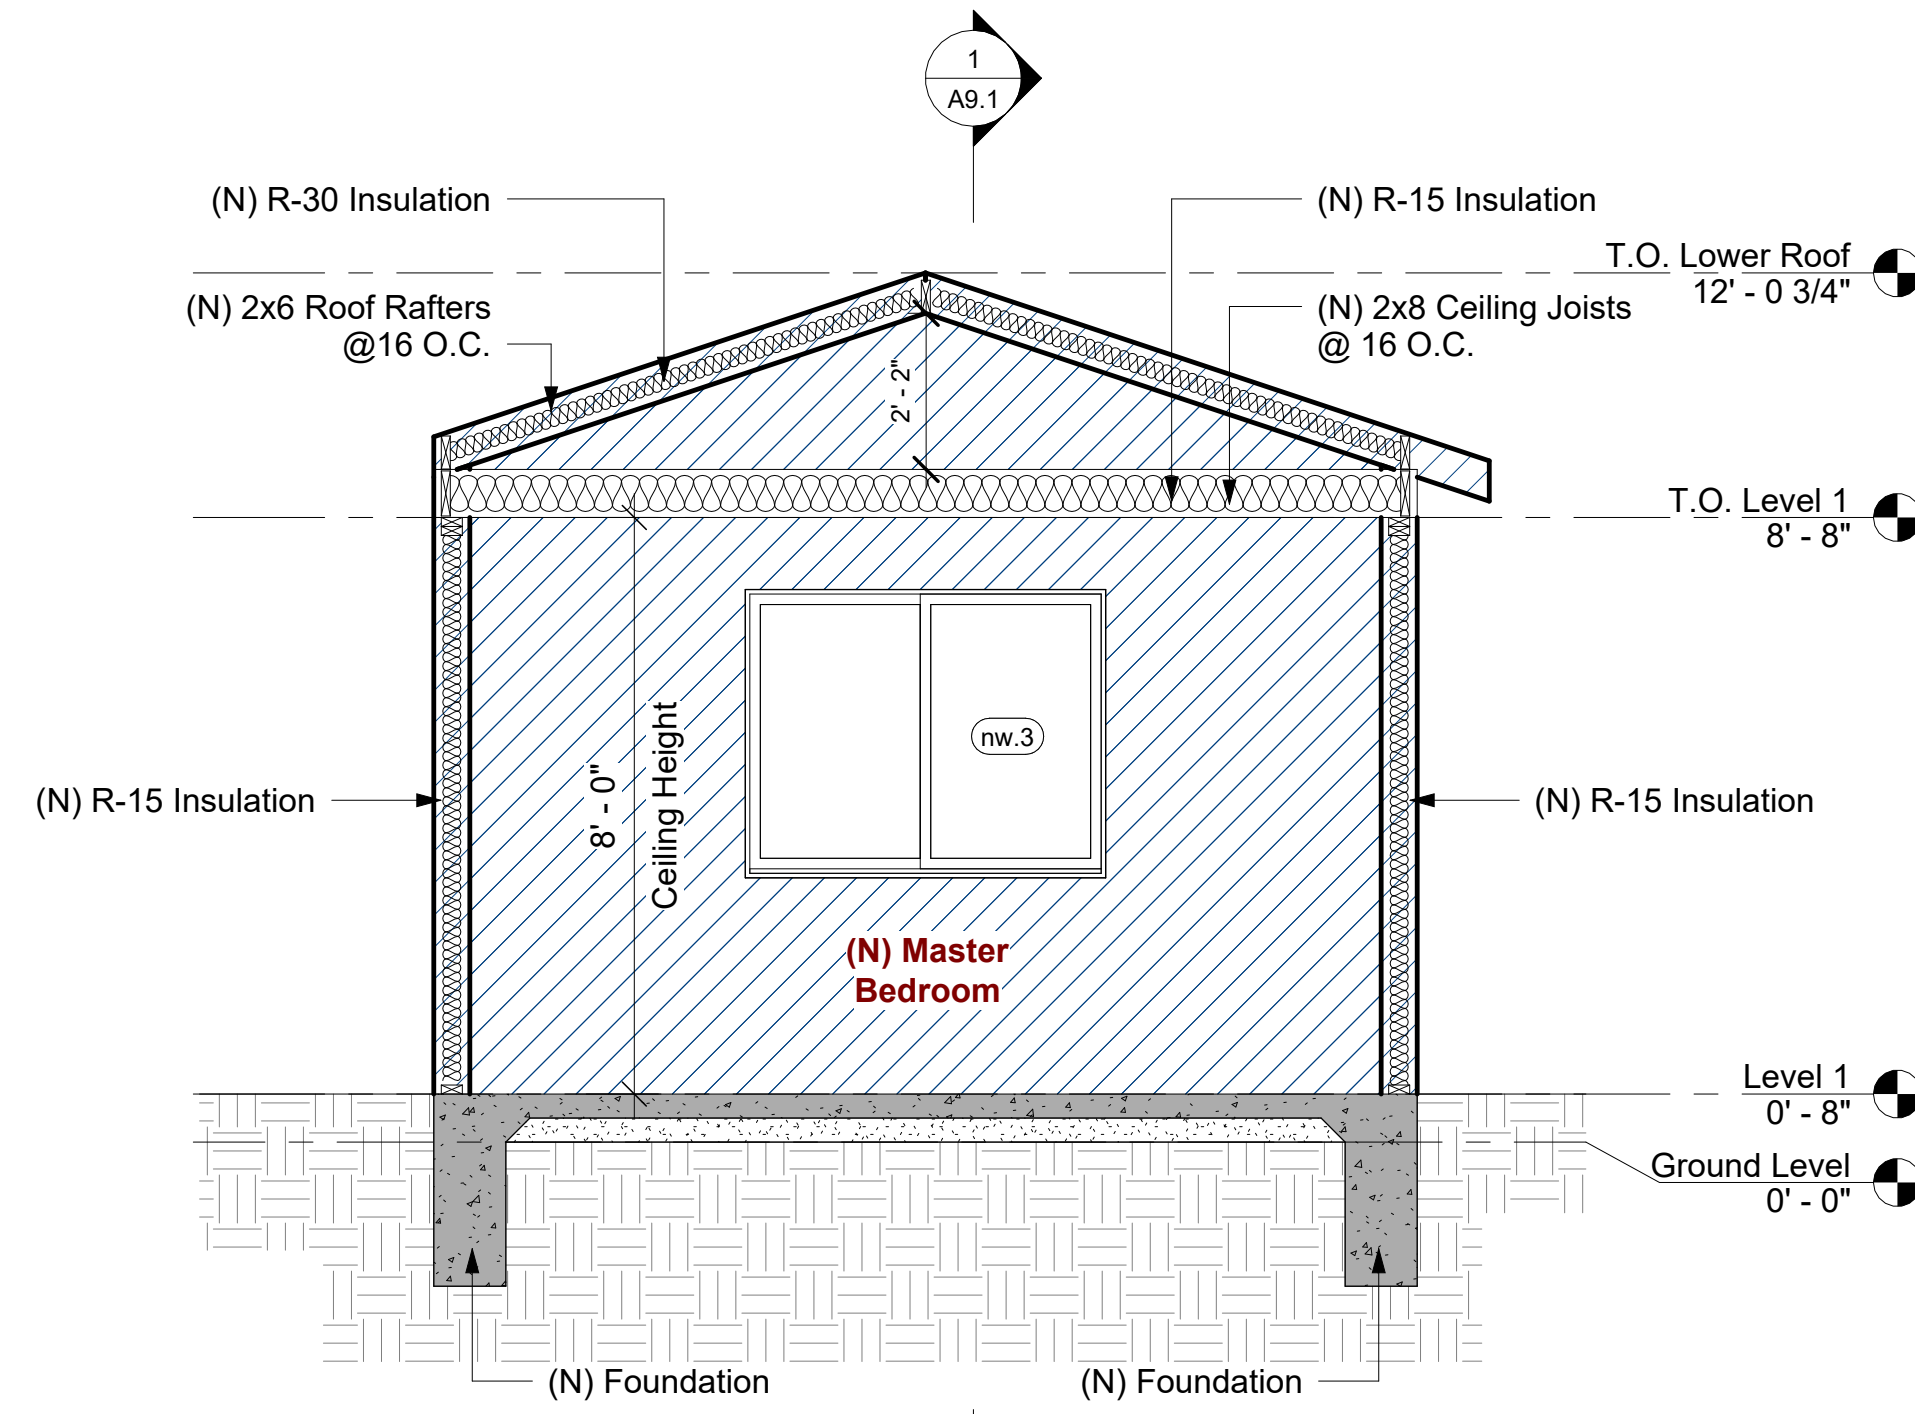 1
A9.1
(N) R-30 Insulation
(N) R-15 Insulation
T.O. Lower Roof
12' - 0 3/4"
(N) 2x6 Roof Rafters
@16 O.C.
(N) 2x8 Ceiling Joists
@ 16 O.C.
2' - 2"
T.O. Level 1
8' - 8"
nw.3
8' - 0"
Ceiling Height
(N) R-15 Insulation
(N) R-15 Insulation
(N) Master
Bedroom
Level 1
0' - 8"
Ground Level
0' - 0"
(N) Foundation
(N) Foundation